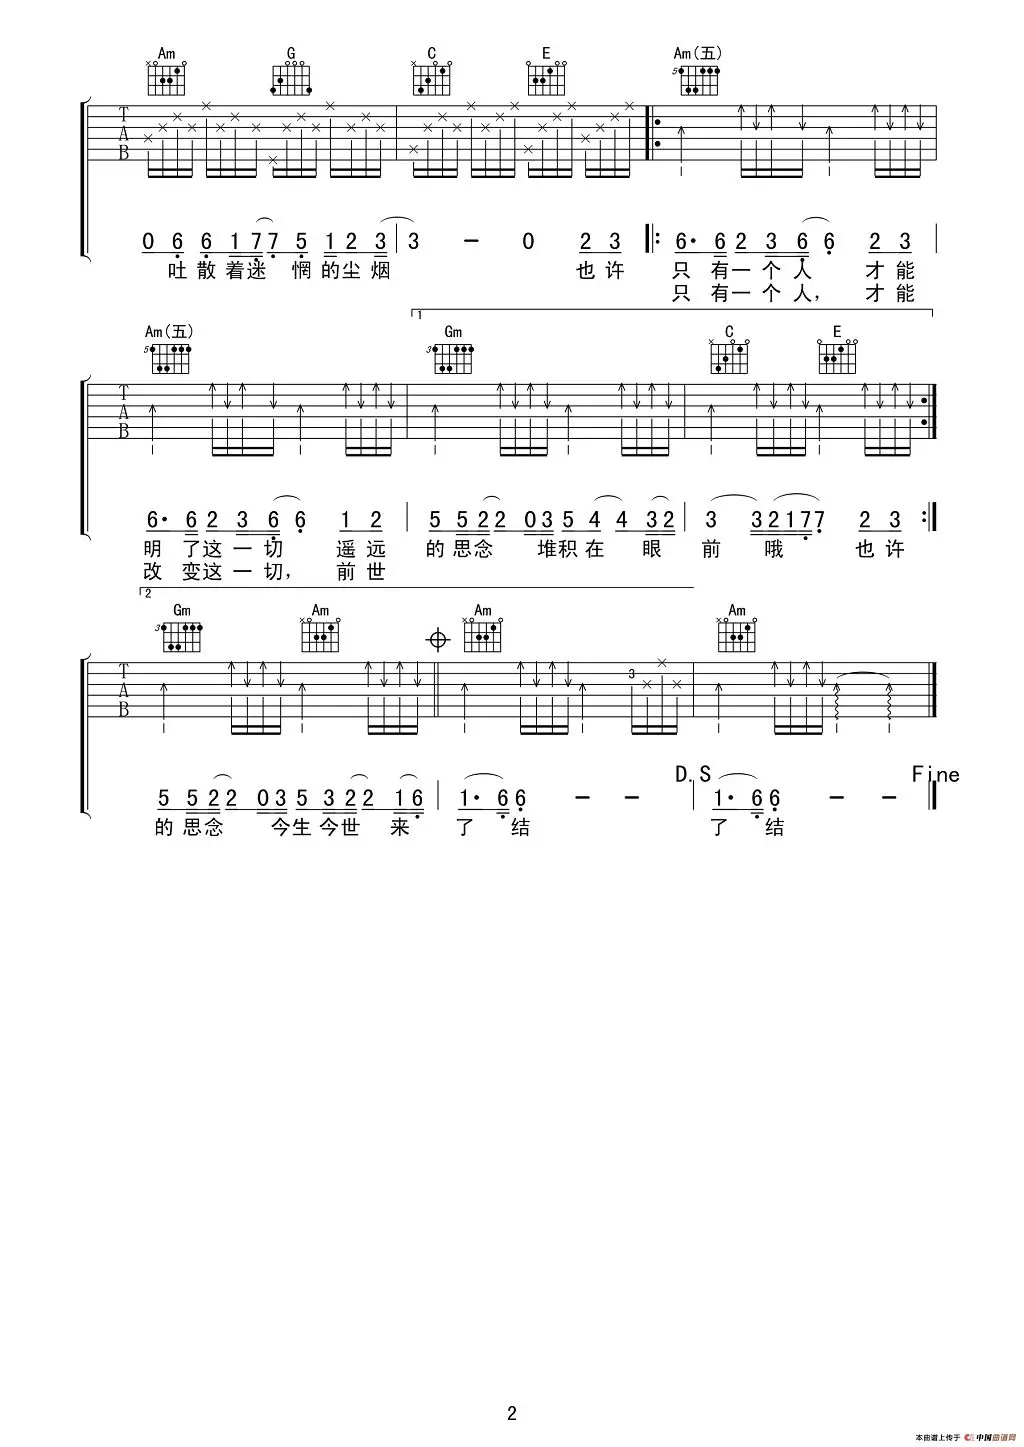 Am G C E Am(五)
5
T
A
B
0 6 6 1 7 7 5 1 2 3 3 - 0 2 3 6· 6 2 3 6 6 2 3
吐散着迷 惘的尘烟 也许 只 有一个人 才能
只 有一个人, 才能
1
Am(五) Gm C E
5 3
T
A
B
6· 6 2 3 6 6 1 2 5 5 2 2 0 3 5 4 4 3 2 3 3 2 1 7 7 2 3
明 了这一切 遥远 的思念 堆积在 眼 前 哦 也许
改 变这一切, 前世
2
Gm Am Am Am
3
T
A
B
3
D.S Fine
5 5 2 2 0 3 5 3 2 2 1 6 1· 6 6 - - 1· 6 6 - -
的思念 今生今世 来 了 结 了 结
2
本曲谱上传于 中国曲谱网